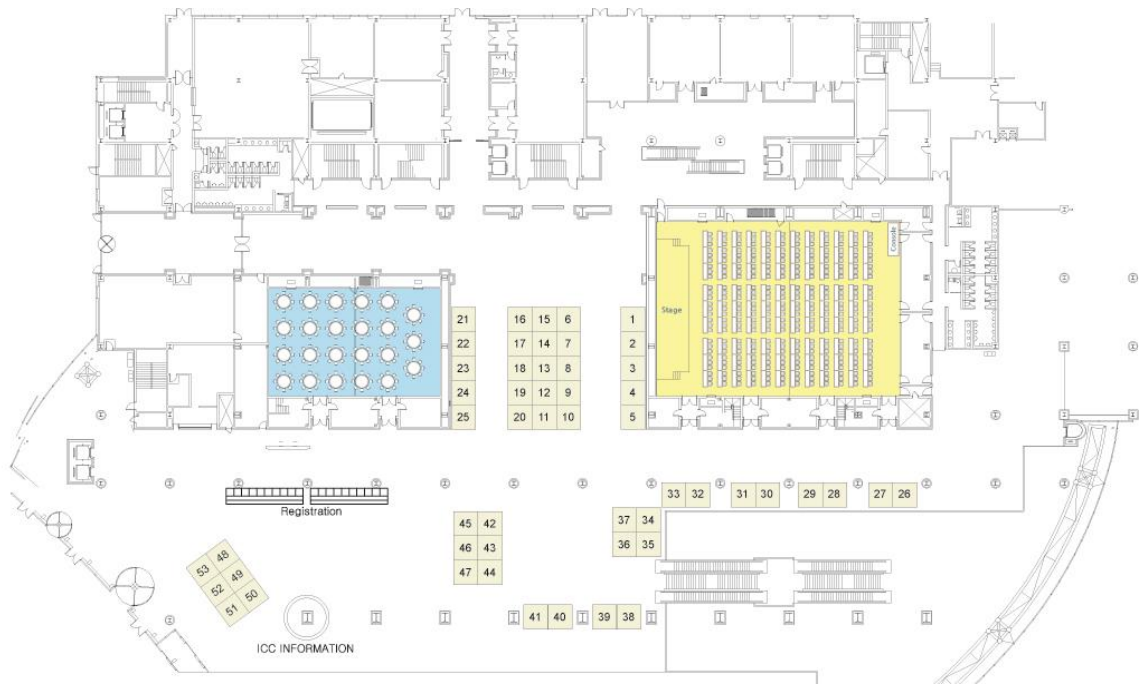 Console
Stage
21 16 15 6 1
22 17 14 7 2
23 18 13 8 3
24 19 12 9 4
25 20 11 10 5
33 32 31 30 29 28 27 26
Registration
45 42 37 34
46 43 36 35
47 44
53 48
52 49
51 50
41 40 39 38
ICC INFORMATION